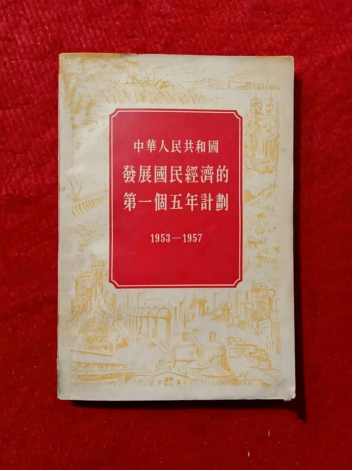 中華人民共和國
發展國民經濟的
第一個五年計劃
1953—1957